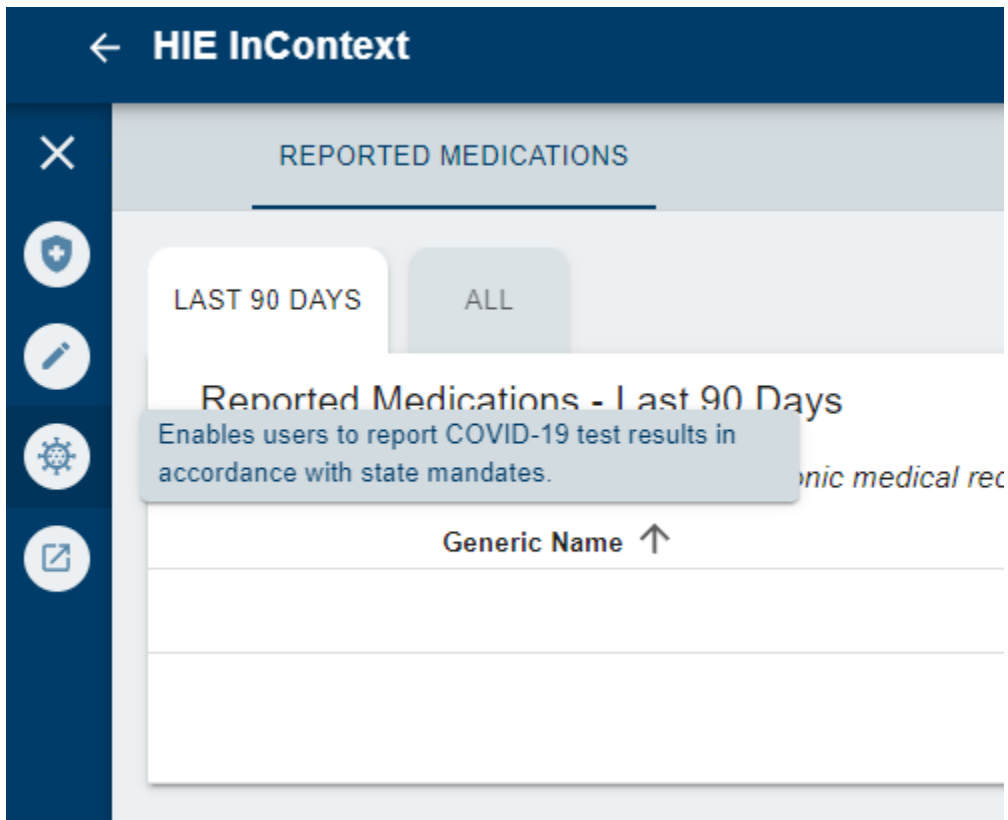 HIE InContext
REPORTED MEDICATIONS
LAST 90 DAYS
ALL
Reported Medications - Last 90 Days
Enables users to report COVID-19 test results in
accordance with state mandates.
medical
Generic Name